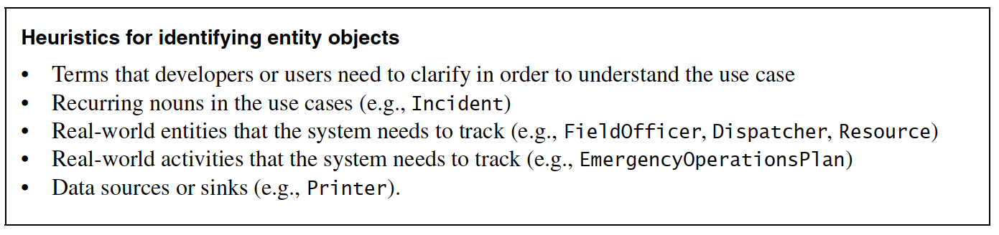 Heuristics for identifying entity objects
• Terms that developers or users need to clarify in order to understand the use case
• Recurring nouns in the use cases (e.g., Incident)
• Real-world entities that the system needs to track (e.g., FieldOfficer, Dispatcher, Resource)
• Real-world activities that the system needs to track (e.g., EmergencyOperationsPlan)
• Data sources or sinks (e.g., Printer).